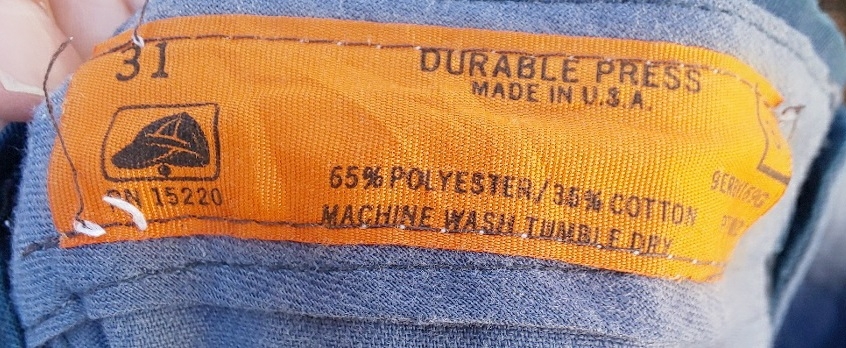 31
DURABLE PRESS
MADE IN U.S.A.
RN 15220
65% POLYESTER/35% COTTON
MACHINE WASH TUMBLE DRY